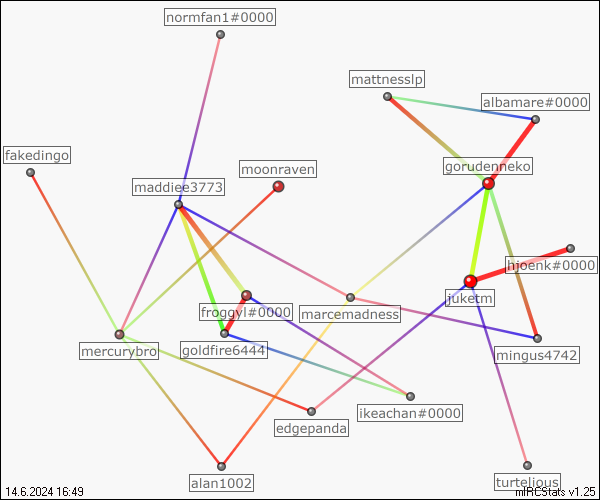 normfan1#0000
mattnesslp
albamare#0000
fakedingo
moonraven
gorudenneko
maddiee3773
hjoenk#0000
juketm
froggyl#0000
marcemadness
mercurybro
goldfire6444
mingus4742
ikeachan#0000
edgepanda
alan1002
turtelious
14.6.2024 16:49
mIRCStats v1.25